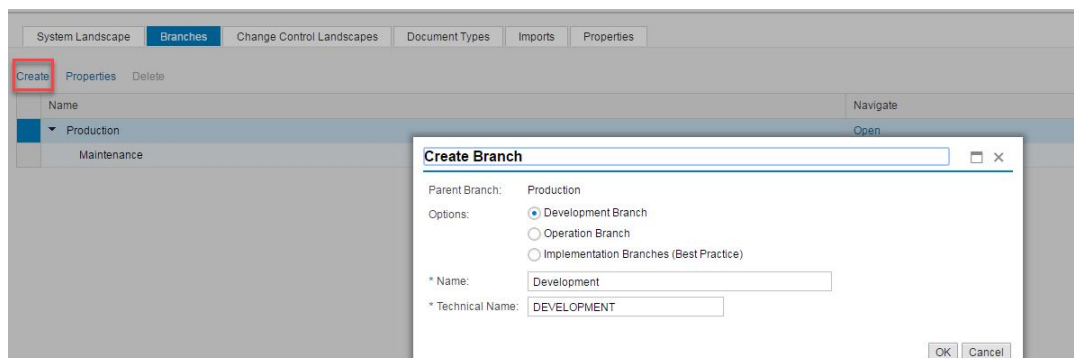 System Landscape Branches Change Control Landscapes Document Types Imports Properties
Create Properties Delete
Name Navigate
Production Open
Maintenance
Create Branch
Parent Branch: Production
Options: Development Branch
Operation Branch
Implementation Branches (Best Practice)
* Name: Development
* Technical Name: DEVELOPMENT
OK Cancel